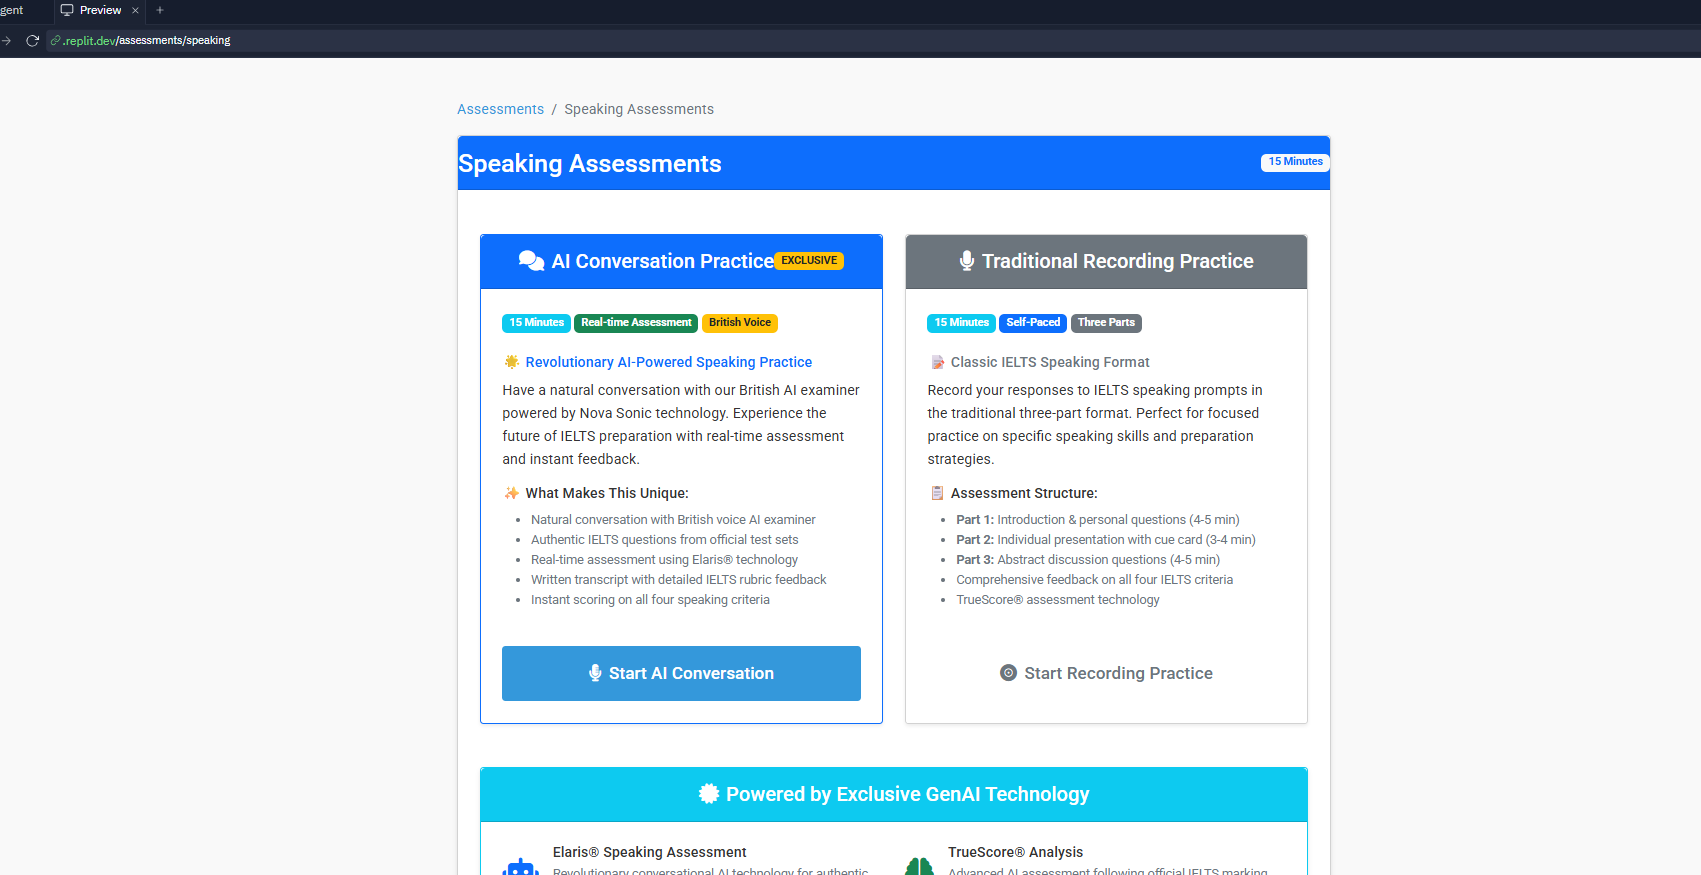 gent
Preview
.replit.dev/assessments/speaking
Assessments / Speaking Assessments
Speaking Assessments
15 Minutes
AI Conversation Practice EXCLUSIVE
15 Minutes Real-time Assessment British Voice
Revolutionary AI-Powered Speaking Practice
Have a natural conversation with our British AI examiner
powered by Nova Sonic technology. Experience the
future of IELTS preparation with real-time assessment
and instant feedback.
What Makes This Unique:
Natural conversation with British voice AI examiner
Authentic IELTS questions from official test sets
Real-time assessment using Elaris® technology
Written transcript with detailed IELTS rubric feedback
Instant scoring on all four speaking criteria
Start AI Conversation
Traditional Recording Practice
15 Minutes Self-Paced Three Parts
Classic IELTS Speaking Format
Record your responses to IELTS speaking prompts in
the traditional three-part format. Perfect for focused
practice on specific speaking skills and preparation
strategies.
Assessment Structure:
Part 1: Introduction & personal questions (4-5 min)
Part 2: Individual presentation with cue card (3-4 min)
Part 3: Abstract discussion questions (4-5 min)
Comprehensive feedback on all four IELTS criteria
TrueScore® assessment technology
Start Recording Practice
Powered by Exclusive GenAI Technology
Elaris® Speaking Assessment
Revolutionary conversational AI technology for authentic
TrueScore® Analysis
Advanced AI assessment following official IELTS marking